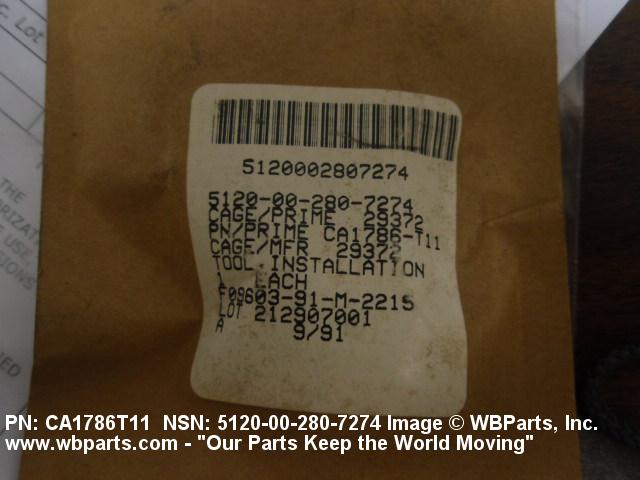 c. Lot
THE
5120002807274
5120-00-280-7274
CAGE/PRIME 29372
PN/PRIME CA1786-T11
CAGE/MFR 29372
TOOL INSTALLATION
1 EACH
F09603-91-M-2215
LOT 212907001
A 9/91
PN: CA1786T11 NSN: 5120-00-280-7274 Image © WBParts, Inc.
www.wbparts.com - "Our Parts Keep the World Moving"